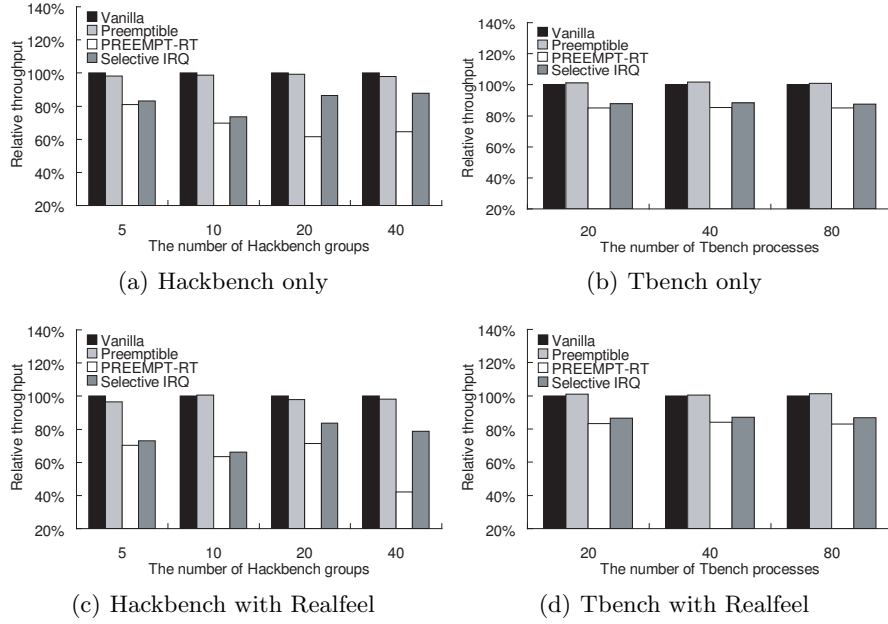 140%
120%
100%
80%
60%
40%
20%
Relative throughput
Vanilla
Preemptible
PREEMPT-RT
Selective IRQ
5 10 20 40
The number of Hackbench groups
(a) Hackbench only
140%
120%
100%
80%
60%
40%
20%
Relative throughput
Vanilla
Preemptible
PREEMPT-RT
Selective IRQ
20 40 80
The number of Tbench processes
(b) Tbench only
140%
120%
100%
80%
60%
40%
20%
Relative throughput
Vanilla
Preemptible
PREEMPT-RT
Selective IRQ
5 10 20 40
The number of Hackbench groups
(c) Hackbench with Realfeel
140%
120%
100%
80%
60%
40%
20%
Relative throughput
Vanilla
Preemptible
PREEMPT-RT
Selective IRQ
20 40 80
The number of Tbench processes
(d) Tbench with Realfeel